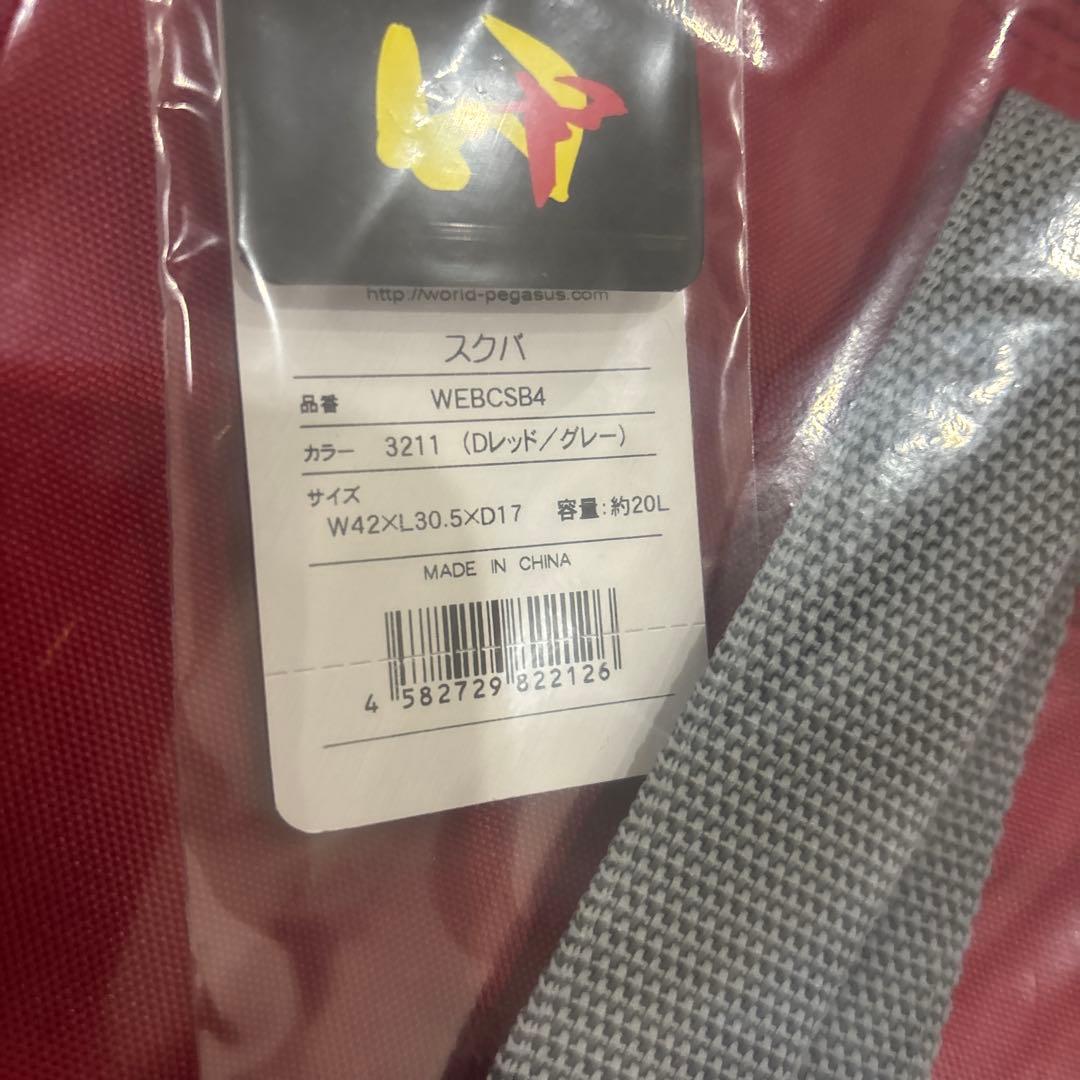 http://world-pegasus.com
スクバ
品番 WEBCSB4
カラー 3211 (Dレッド/グレー)
サイズ
W42×L30.5×D17 容量:約20L
MADE IN CHINA
4 582729 822126